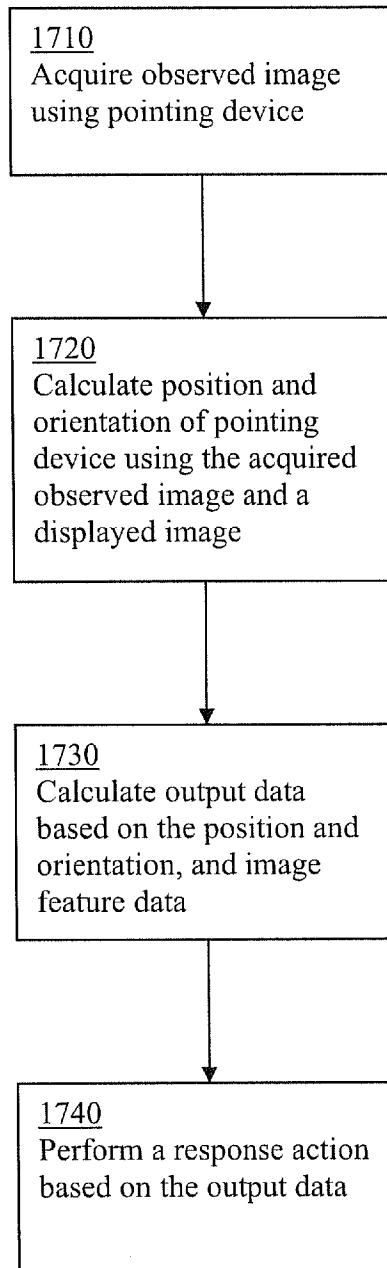 1710
Acquire observed image
using pointing device
1720
Calculate position and
orientation of pointing
device using the acquired
observed image and a
displayed image
1730
Calculate output data
based on the position and
orientation, and image
feature data
1740
Perform a response action
based on the output data